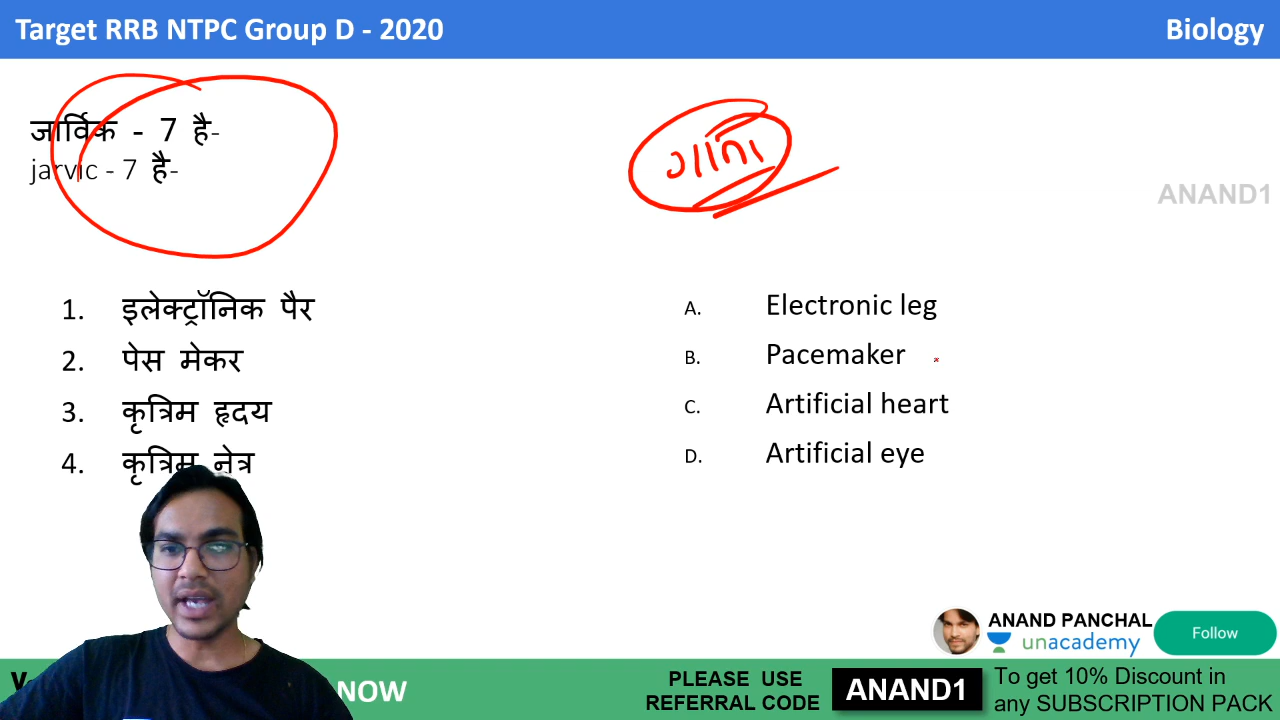 Target RRB NTPC Group D - 2020
Biology
जार्विक - 7 है-
jarvic - 7 है-
ANAND1
1. इलेक्ट्रॉनिक पैर
2. पेस मेकर
3. कृत्रिम हृदय
4. कृत्रिम नेत्र
A. Electronic leg
B. Pacemaker
C. Artificial heart
D. Artificial eye
ANAND PANCHAL
unacademy
Follow
NOW
PLEASE USE
REFERRAL CODE
ANAND1
To get 10% Discount in
any SUBSCRIPTION PACK